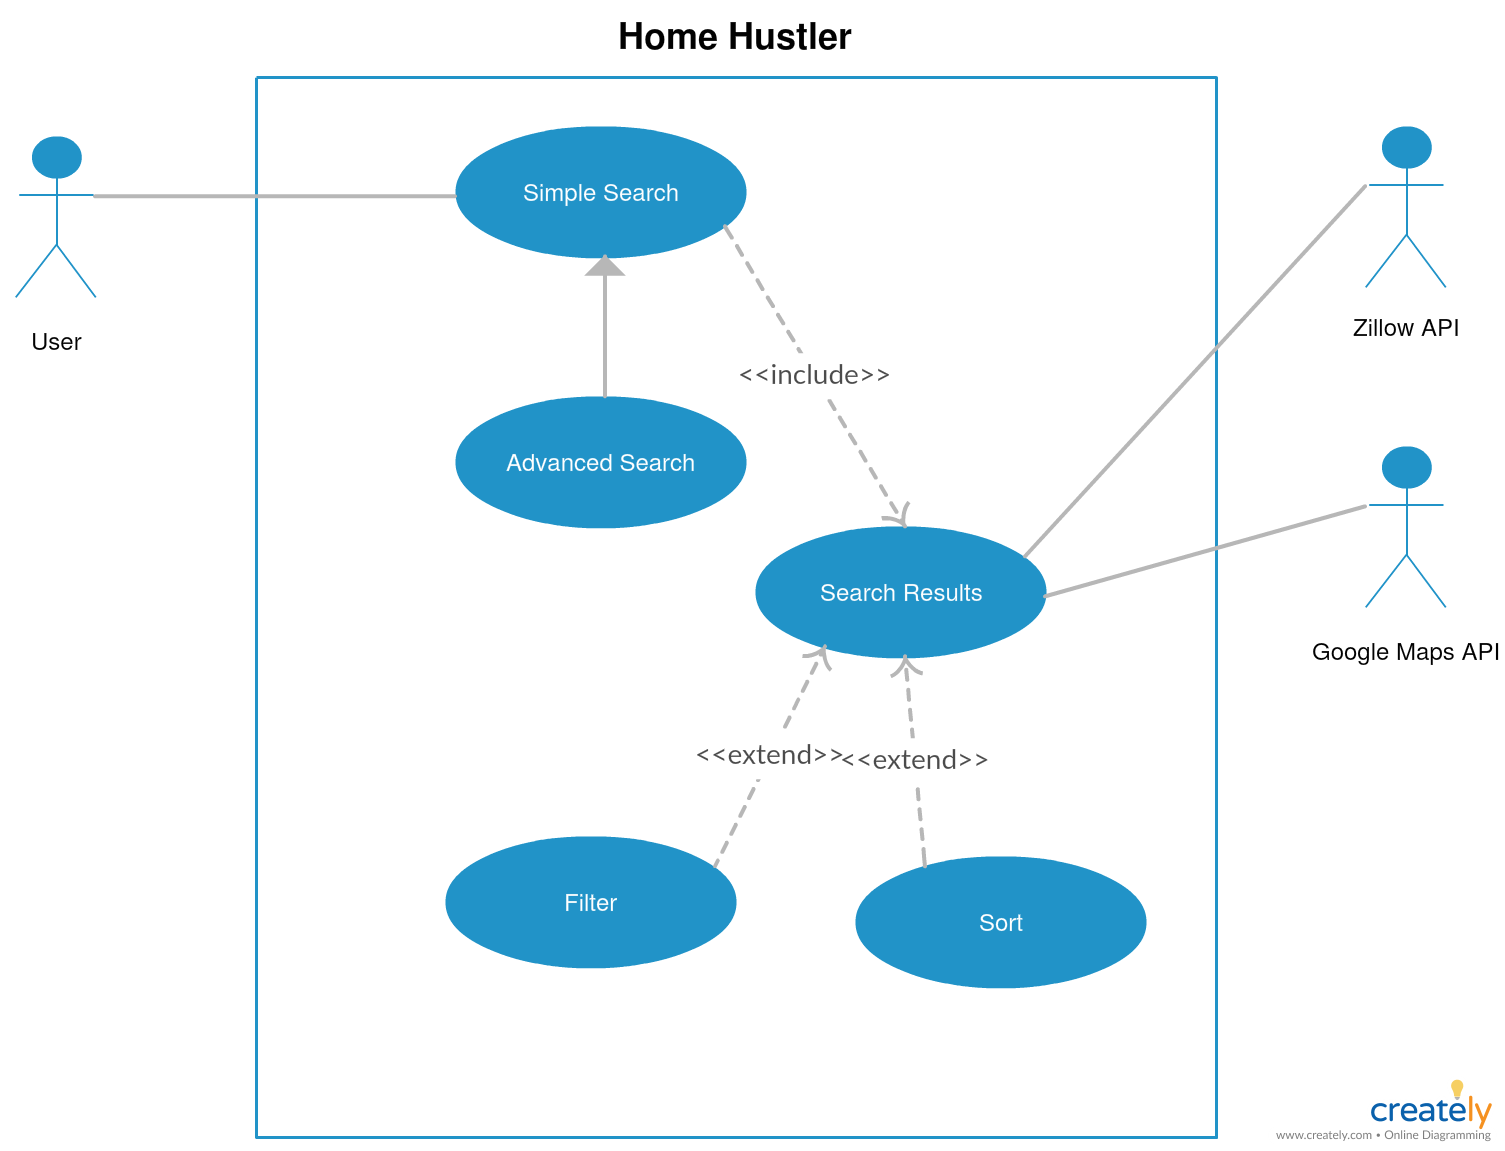 Home Hustler
Simple Search
User
Zillow API
<<include>>
Advanced Search
Search Results
Google Maps API
<<extend>>
<<extend>>
Filter
Sort
creately
www.creately.com • Online Diagramming